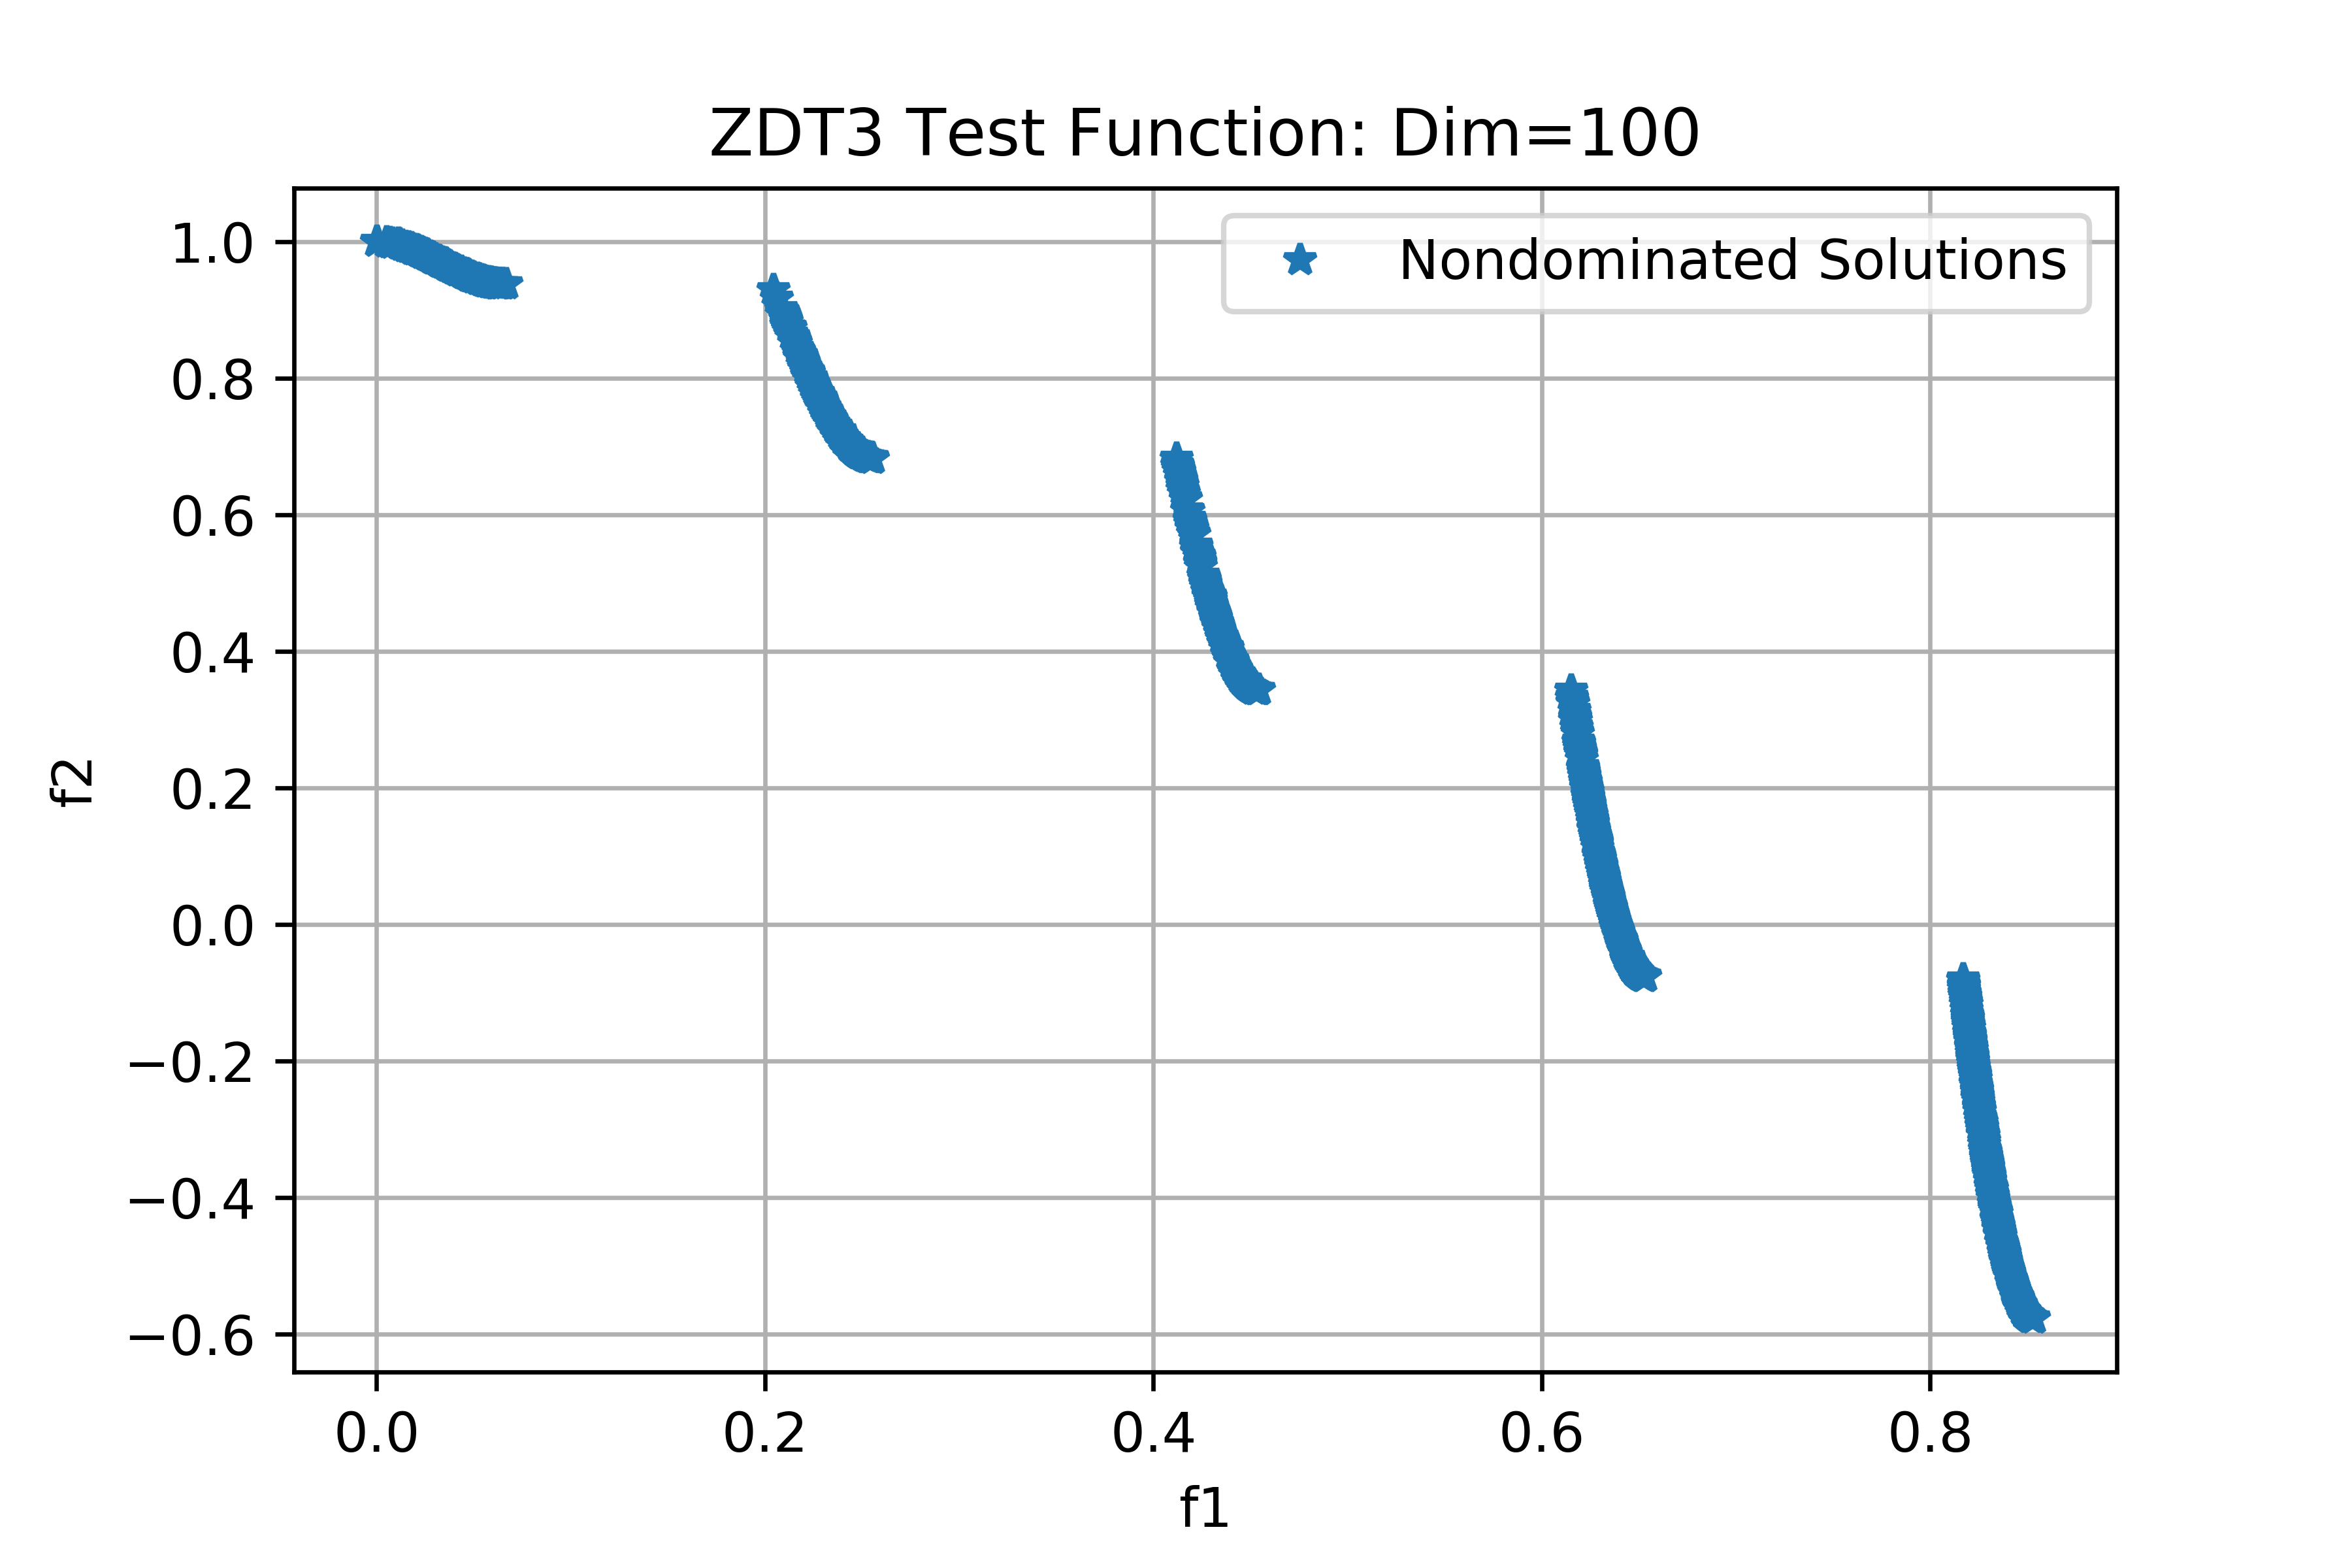 ZDT3 Test Function: Dim=100
Nondominated Solutions
1.0
0.8
0.6
0.4
0.2
0.0
−0.2
−0.4
−0.6
f2
0.0 0.2 0.4 0.6 0.8
f1